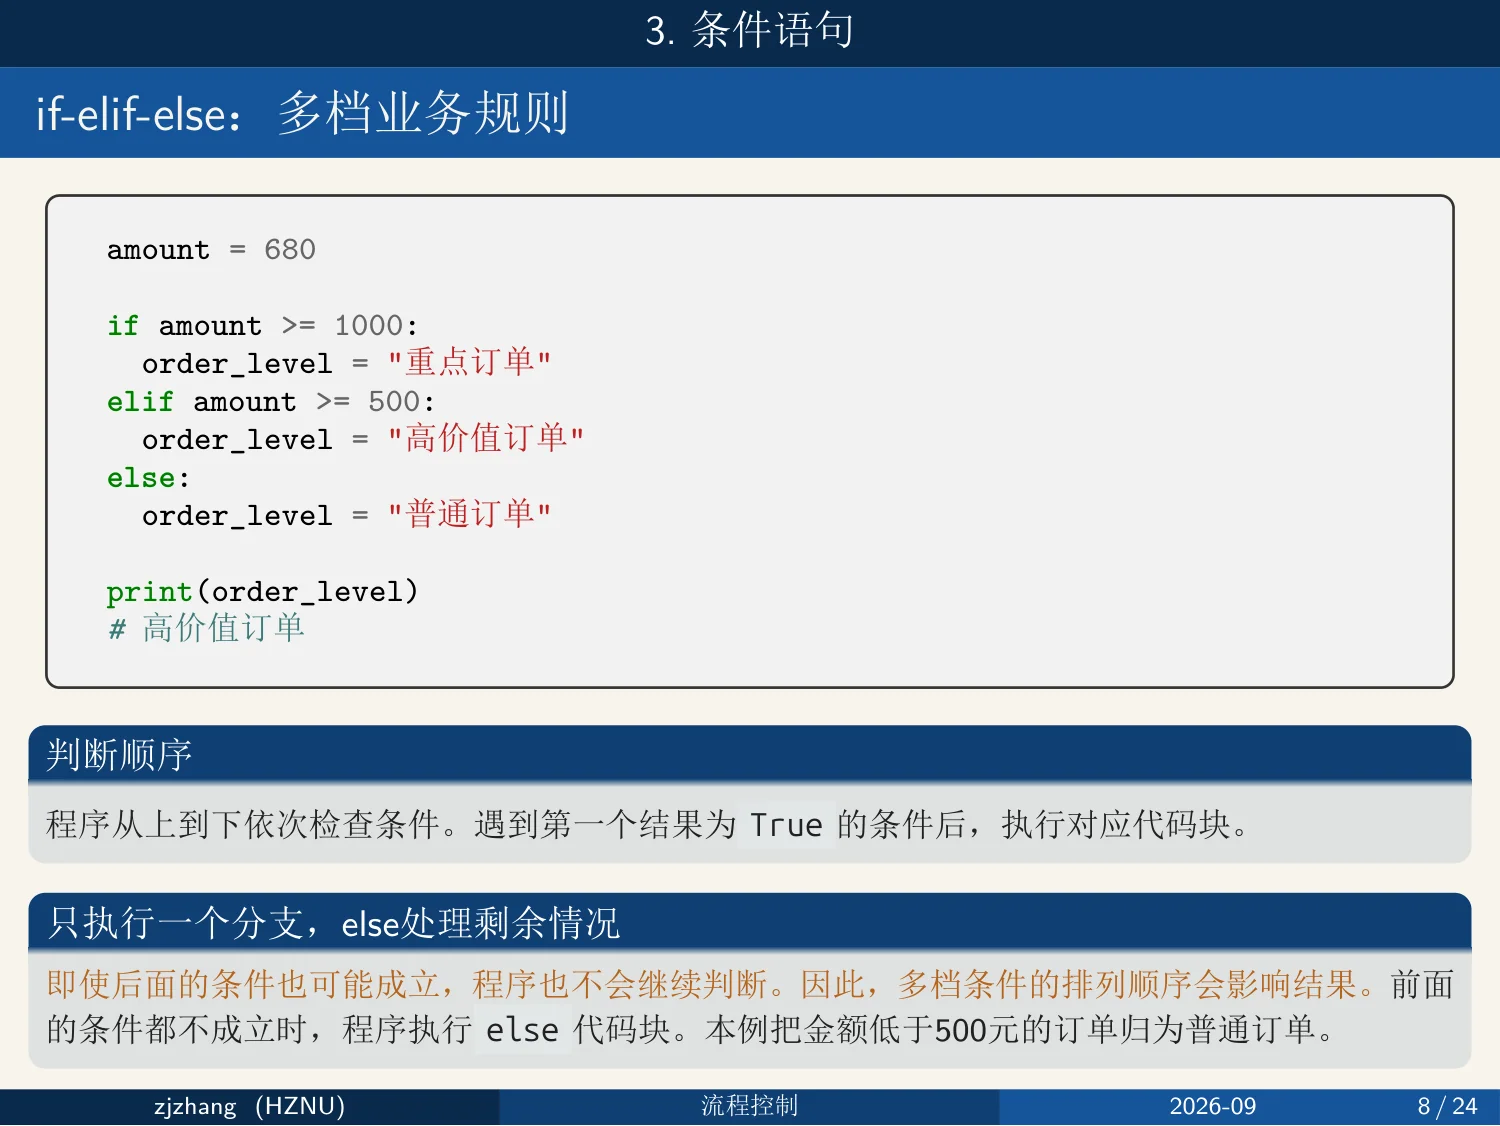 3. 条件语句
if-elif-else：多档业务规则
amount = 680
if amount >= 1000:
  order_level = "重点订单"
elif amount >= 500:
  order_level = "高价值订单"
else:
  order_level = "普通订单"
print(order_level)
# 高价值订单
判断顺序
程序从上到下依次检查条件。遇到第一个结果为 True 的条件后，执行对应代码块。
只执行一个分支，else处理剩余情况
即使后面的条件也可能成立，程序也不会继续判断。因此，多档条件的排列顺序会影响结果。前面
的条件都不成立时，程序执行 else 代码块。本例把金额低于500元的订单归为普通订单。
zjzhang (HZNU) 流程控制 2026-09 8 / 24